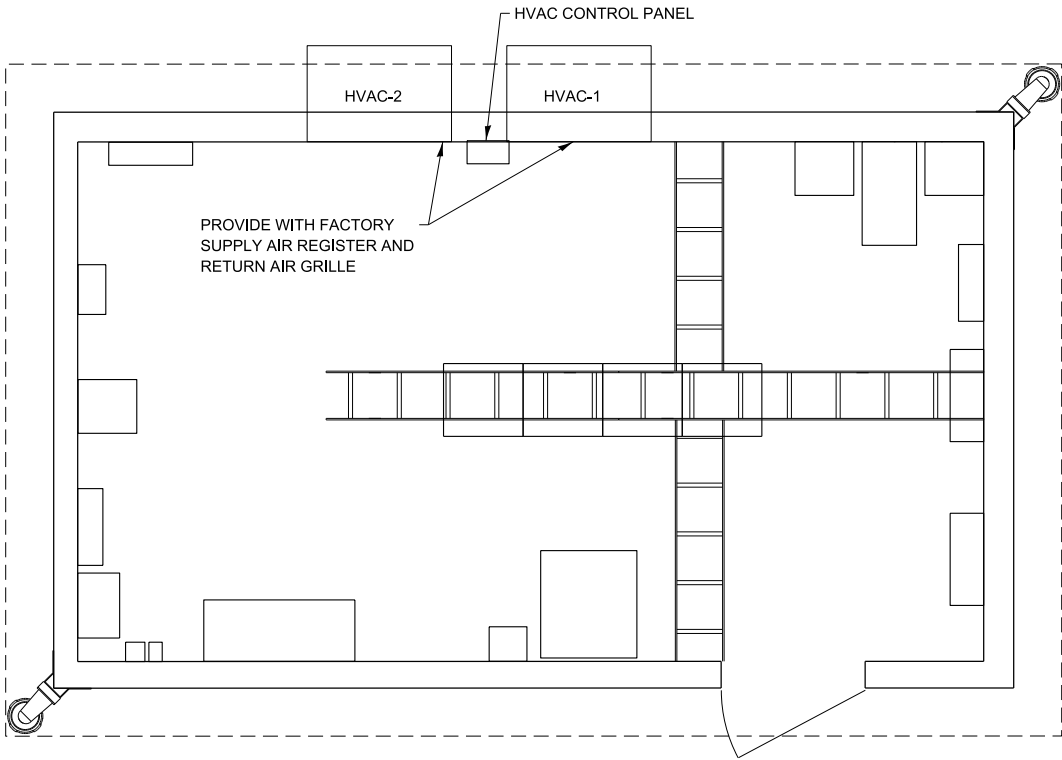 HVAC CONTROL PANEL
HVAC-2
HVAC-1
PROVIDE WITH FACTORY
SUPPLY AIR REGISTER AND
RETURN AIR GRILLE